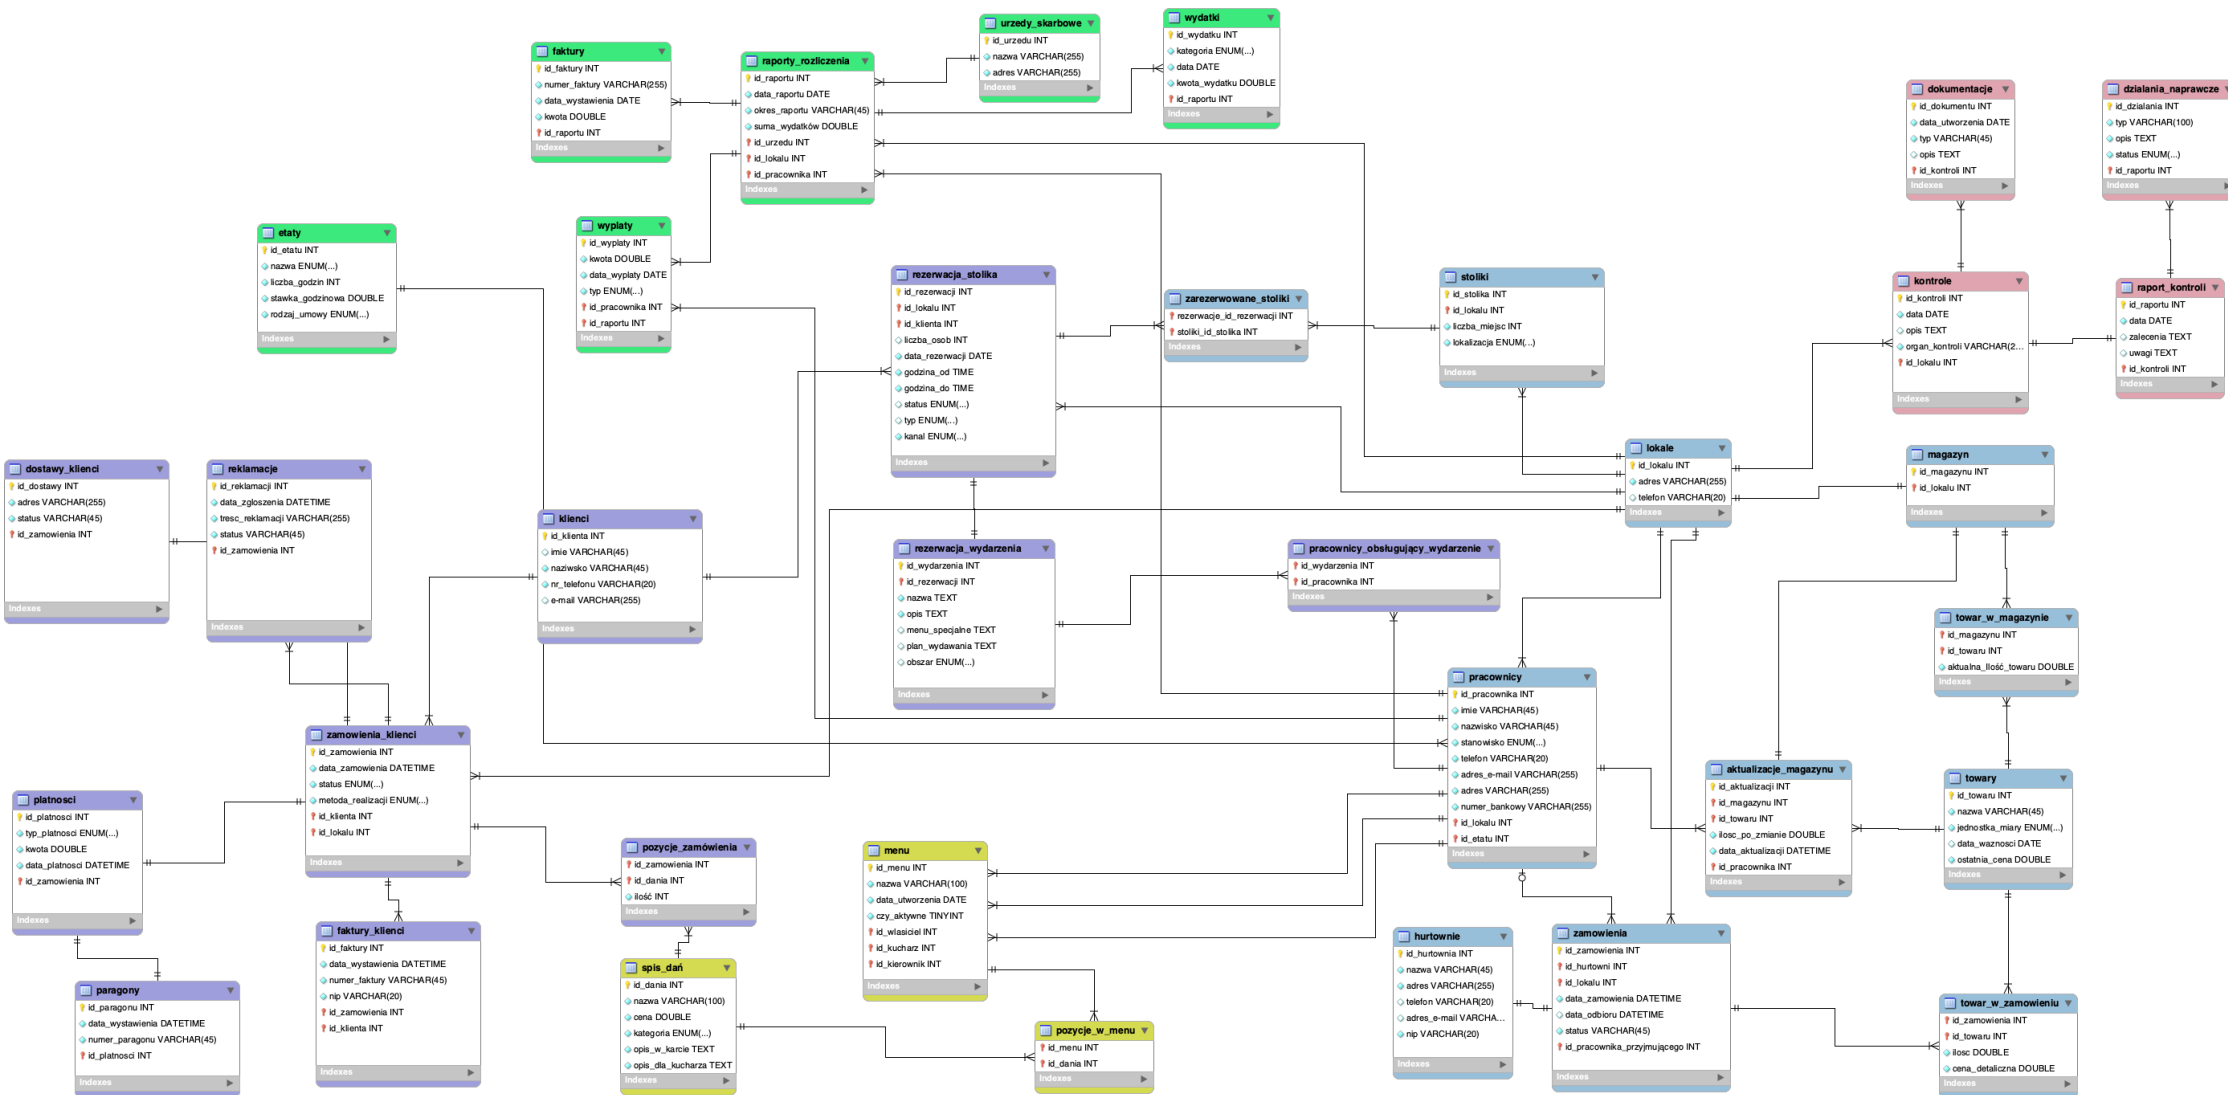 faktury
id_faktury INT
numer_faktury VARCHAR(255)
data_wystawienia DATE
kwota DOUBLE
id_raportu INT
Indexes
raporty_rozliczenia
id_raportu INT
data_raportu DATE
okres_raportu VARCHAR(45)
suma_wydatków DOUBLE
id_urzedu INT
id_lokalu INT
id_pracownika INT
Indexes
urzedy_skarbowe
id_urzedu INT
nazwa VARCHAR(255)
adres VARCHAR(255)
Indexes
wydatki
id_wydatku INT
kategoria ENUM(...)
data DATE
kwota_wydatku DOUBLE
id_raportu INT
Indexes
dokumentacje
id_dokumentu INT
data_utworzenia DATE
typ VARCHAR(45)
opis TEXT
id_kontroli INT
Indexes
dzialania_naprawcze
id_dzialania INT
typ VARCHAR(100)
opis TEXT
status ENUM(...)
id_raportu INT
Indexes
etaty
id_etatu INT
nazwa ENUM(...)
liczba_godzin INT
stawka_godzinowa DOUBLE
rodzaj_umowy ENUM(...)
Indexes
wyplaty
id_wyplaty INT
kwota DOUBLE
data_wyplaty DATE
typ ENUM(...)
id_pracownika INT
id_raportu INT
Indexes
rezerwacja_stolika
id_rezerwacji INT
id_lokalu INT
id_klienta INT
liczba_osob INT
data_rezerwacji DATE
godzina_od TIME
godzina_do TIME
status ENUM(...)
typ ENUM(...)
kanal ENUM(...)
Indexes
zarezerwowane_stoliki
rezerwacje_id_rezerwacji INT
stoliki_id_stolika INT
Indexes
stoliki
id_stolika INT
id_lokalu INT
liczba_miejsc INT
lokalizacja ENUM(...)
Indexes
kontrole
id_kontroli INT
data DATE
opis TEXT
organ_kontroli VARCHAR(2...
id_lokalu INT
Indexes
raport_kontroli
id_raportu INT
data DATE
zalecenia TEXT
uwagi TEXT
id_kontroli INT
Indexes
dostawy_klienci
id_dostawy INT
adres VARCHAR(255)
status VARCHAR(45)
id_zamowienia INT
Indexes
reklamacje
id_reklamacji INT
data_zgloszenia DATETIME
tresc_reklamacji VARCHAR(255)
status VARCHAR(45)
id_zamowienia INT
Indexes
klienci
id_klienta INT
imie VARCHAR(45)
naziwsko VARCHAR(45)
nr_telefonu VARCHAR(20)
e-mail VARCHAR(255)
Indexes
rezerwacja_wydarzenia
id_wydarzenia INT
id_rezerwacji INT
nazwa TEXT
opis TEXT
menu_specjalne TEXT
plan_wydawania TEXT
obszar ENUM(...)
Indexes
pracownicy_obsługujący_wydarzenie
id_wydarzenia INT
id_pracownika INT
Indexes
lokale
id_lokalu INT
adres VARCHAR(255)
telefon VARCHAR(20)
Indexes
magazyn
id_magazynu INT
id_lokalu INT
Indexes
towar_w_magazynie
id_magazynu INT
id_towaru INT
aktualna_ilość_towaru DOUBLE
Indexes
pracownicy
id_pracownika INT
imie VARCHAR(45)
nazwisko VARCHAR(45)
stanowisko ENUM(...)
telefon VARCHAR(20)
adres_e-mail VARCHAR(255)
adres VARCHAR(255)
numer_bankowy VARCHAR(255)
id_lokalu INT
id_etatu INT
Indexes
zamowienia_klienci
id_zamowienia INT
data_zamowienia DATETIME
status ENUM(...)
metoda_realizacji ENUM(...)
id_klienta INT
id_lokalu INT
Indexes
platnosci
id_platnosci INT
typ_platnosci ENUM(...)
kwota DOUBLE
data_platnosci DATETIME
id_zamowienia INT
Indexes
aktualizacje_magazynu
id_aktualizacji INT
id_magazynu INT
id_towaru INT
ilosc_po_zmianie DOUBLE
data_aktualizacji DATETIME
id_pracownika INT
Indexes
towary
id_towaru INT
nazwa VARCHAR(45)
jednostka_miary ENUM(...)
data_waznosci DATE
ostatnia_cena DOUBLE
Indexes
pozycje_zamówienia
id_zamowienia INT
id_dania INT
ilość INT
Indexes
menu
id_menu INT
nazwa VARCHAR(100)
data_utworzenia DATE
czy_aktywne TINYINT
id_wlasiciel INT
id_kucharz INT
id_kierownik INT
Indexes
faktury_klienci
id_faktury INT
data_wystawienia DATETIME
numer_faktury VARCHAR(45)
nip VARCHAR(20)
id_zamowienia INT
id_klienta INT
Indexes
paragony
id_paragonu INT
data_wystawienia DATETIME
numer_paragonu VARCHAR(45)
id_platnosci INT
Indexes
spis_dań
id_dania INT
nazwa VARCHAR(100)
cena DOUBLE
kategoria ENUM(...)
opis_w_karcie TEXT
opis_dla_kucharza TEXT
Indexes
pozycje_w_menu
id_menu INT
id_dania INT
Indexes
hurtownie
id_hurtownia INT
nazwa VARCHAR(45)
adres VARCHAR(255)
telefon VARCHAR(20)
adres_e-mail VARCHA...
nip VARCHAR(20)
Indexes
zamowienia
id_zamowienia INT
id_hurtowni INT
id_lokalu INT
data_zamowienia DATETIME
data_odbioru DATETIME
status VARCHAR(45)
id_pracownika_przyjmującego INT
Indexes
towar_w_zamowieniu
id_zamowienia INT
id_towaru INT
ilosc DOUBLE
cena_detaliczna DOUBLE
Indexes